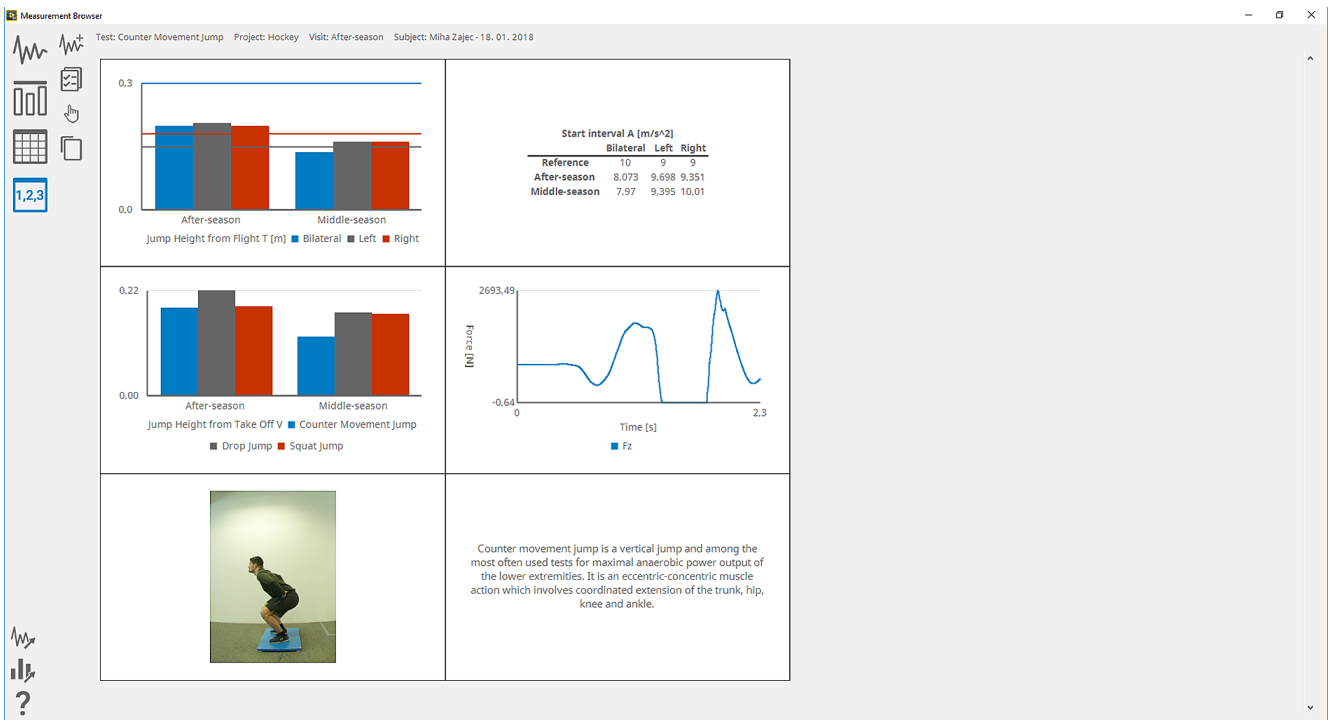 Measurement Browser
Test: Counter Movement Jump Project: Hockey Visit: After-season Subject: Miha Zajec - 18. 01. 2018
1,2,3
0,3
0,0
After-season Middle-season
Jump Height from Flight T [m] Bilateral Left Right
Start interval A [m/s^2]
Bilateral Left Right
Reference 10 9 9
After-season 8,073 9,698 9,351
Middle-season 7,97 9,395 10,01
0,22
0,00
After-season Middle-season
Jump Height from Take Off V Counter Movement Jump
Drop Jump Squat Jump
2693,49
Force [N]
-0,64
0 2,3
Time [s]
Fz
Counter movement jump is a vertical jump and among the
most often used tests for maximal anaerobic power output of
the lower extremities. It is an eccentric-concentric muscle
action which involves coordinated extension of the trunk, hip,
knee and ankle.
?